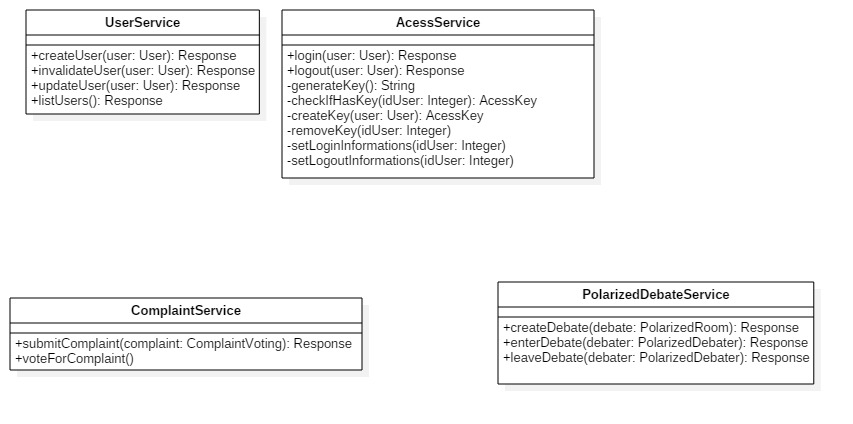 UserService
+createUser(user: User): Response
+invalidateUser(user: User): Response
+updateUser(user: User): Response
+listUsers(): Response
AcessService
+login(user: User): Response
+logout(user: User): Response
-generateKey(): String
-checkIfHasKey(idUser: Integer): AcessKey
-createKey(user: User): AcessKey
-removeKey(idUser: Integer)
-setLoginInformations(idUser: Integer)
-setLogoutInformations(idUser: Integer)
ComplaintService
+submitComplaint(complaint: ComplaintVoting): Response
+voteForComplaint()
PolarizedDebateService
+createDebate(debate: PolarizedRoom): Response
+enterDebate(debater: PolarizedDebater): Response
+leaveDebate(debater: PolarizedDebater): Response